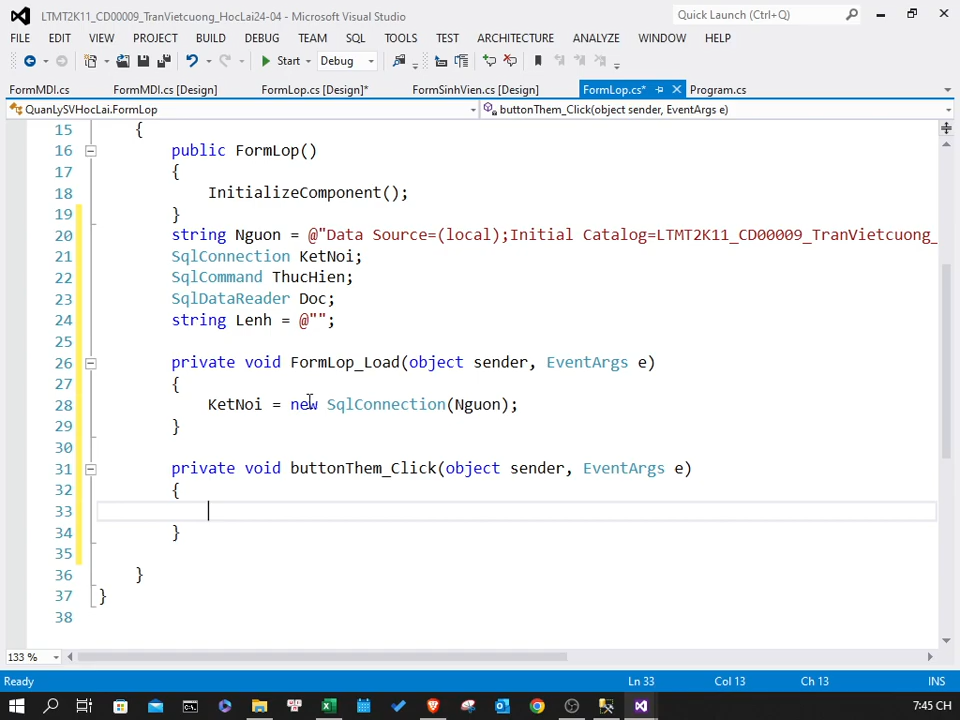 LTMT2K11_CD00009_TranVietcuong_HocLai24-04 - Microsoft Visual Studio
Quick Launch (Ctrl+Q)
FILE EDIT VIEW PROJECT BUILD DEBUG TEAM SQL TOOLS TEST ARCHITECTURE ANALYZE WINDOW HELP
Start Debug
FormMDI.cs FormMDI.cs [Design] FormLop.cs [Design]* FormSinhVien.cs [Design] FormLop.cs* Program.cs
QuanLySVHocLai.FormLop buttonThem_Click(object sender, EventArgs e)
15 {
16 public FormLop()
17 {
18 InitializeComponent();
19 }
20 string Nguon = @"Data Source=(local);Initial Catalog=LTMT2K11_CD00009_TranVietcuong_
21 SqlConnection KetNoi;
22 SqlCommand ThucHien;
23 SqlDataReader Doc;
24 string Lenh = @"";
25
26 private void FormLop_Load(object sender, EventArgs e)
27 {
28 KetNoi = new SqlConnection(Nguon);
29 }
30
31 private void buttonThem_Click(object sender, EventArgs e)
32 {
33
34 }
35
36 }
37 }
38
133 %
Ready Ln 33 Col 13 Ch 13 INS
7:45 CH